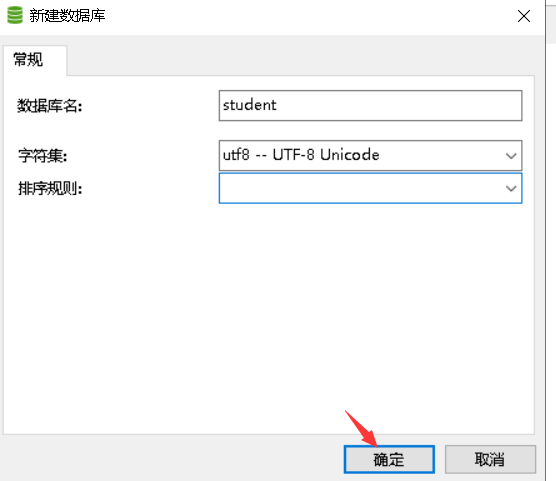 新建数据库
常规
数据库名: student
字符集: utf8 -- UTF-8 Unicode
排序规则:
确定 取消